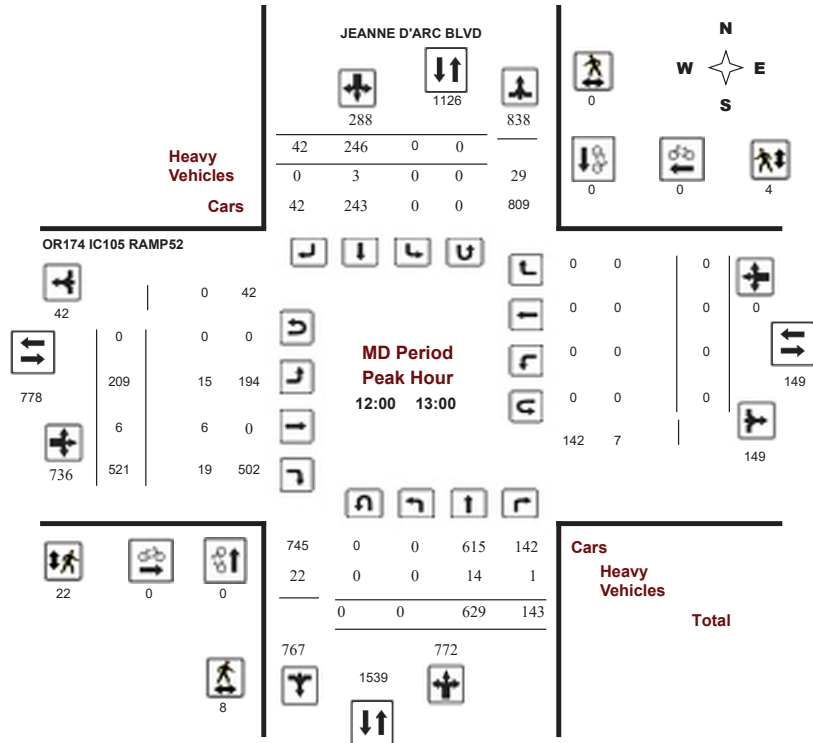 JEANNE D'ARC BLVD
N
W E
S
1126
0
288 838
42 246 0 0
Heavy
Vehicles
0 3 0 0 29
0 0 4
Cars 42 243 0 0 809
OR174 IC105 RAMP52
0 0 0
0 42
42 0
0 0 0
0 0 0
MD Period
Peak Hour
12:00 13:00
778 149
209 15 194
0 0 0
6 6 0
0 0 0
736 521 19 502
142 7
149
745 0 0 615 142 Cars
22 0 0 14 1 Heavy
Vehicles
22 0 0
0 0 629 143 Total
767 1539 772
8